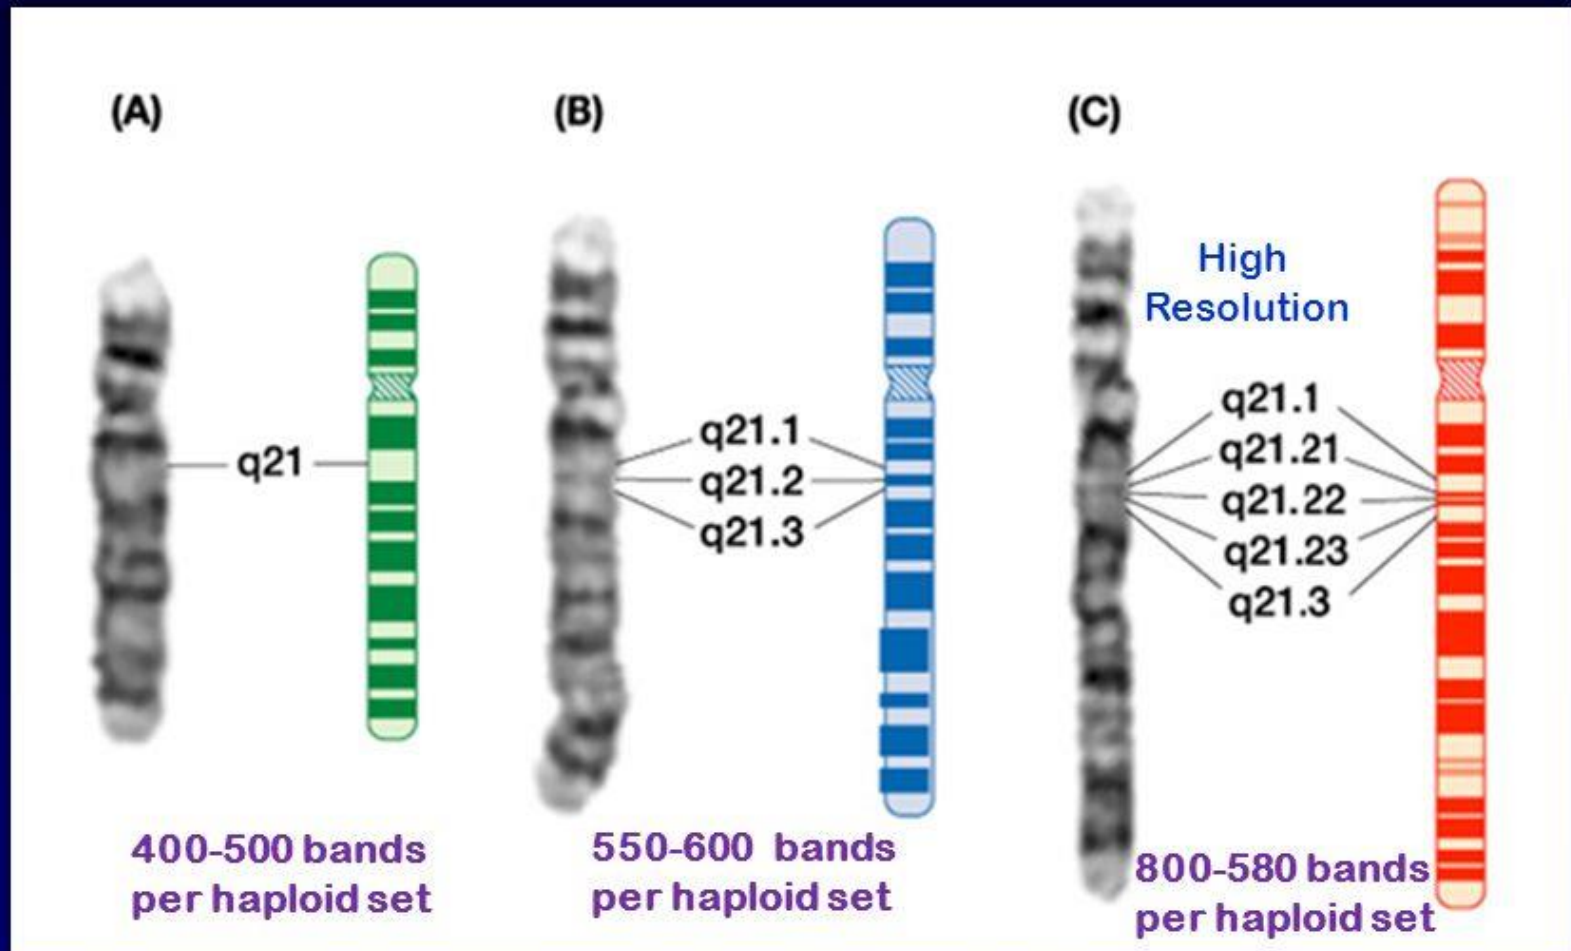 (A)
(B)
(C)
High
Resolution
q21
q21.1
q21.2
q21.3
q21.1
q21.21
q21.22
q21.23
q21.3
400-500 bands
per haploid set
550-600 bands
per haploid set
800-580 bands
per haploid set